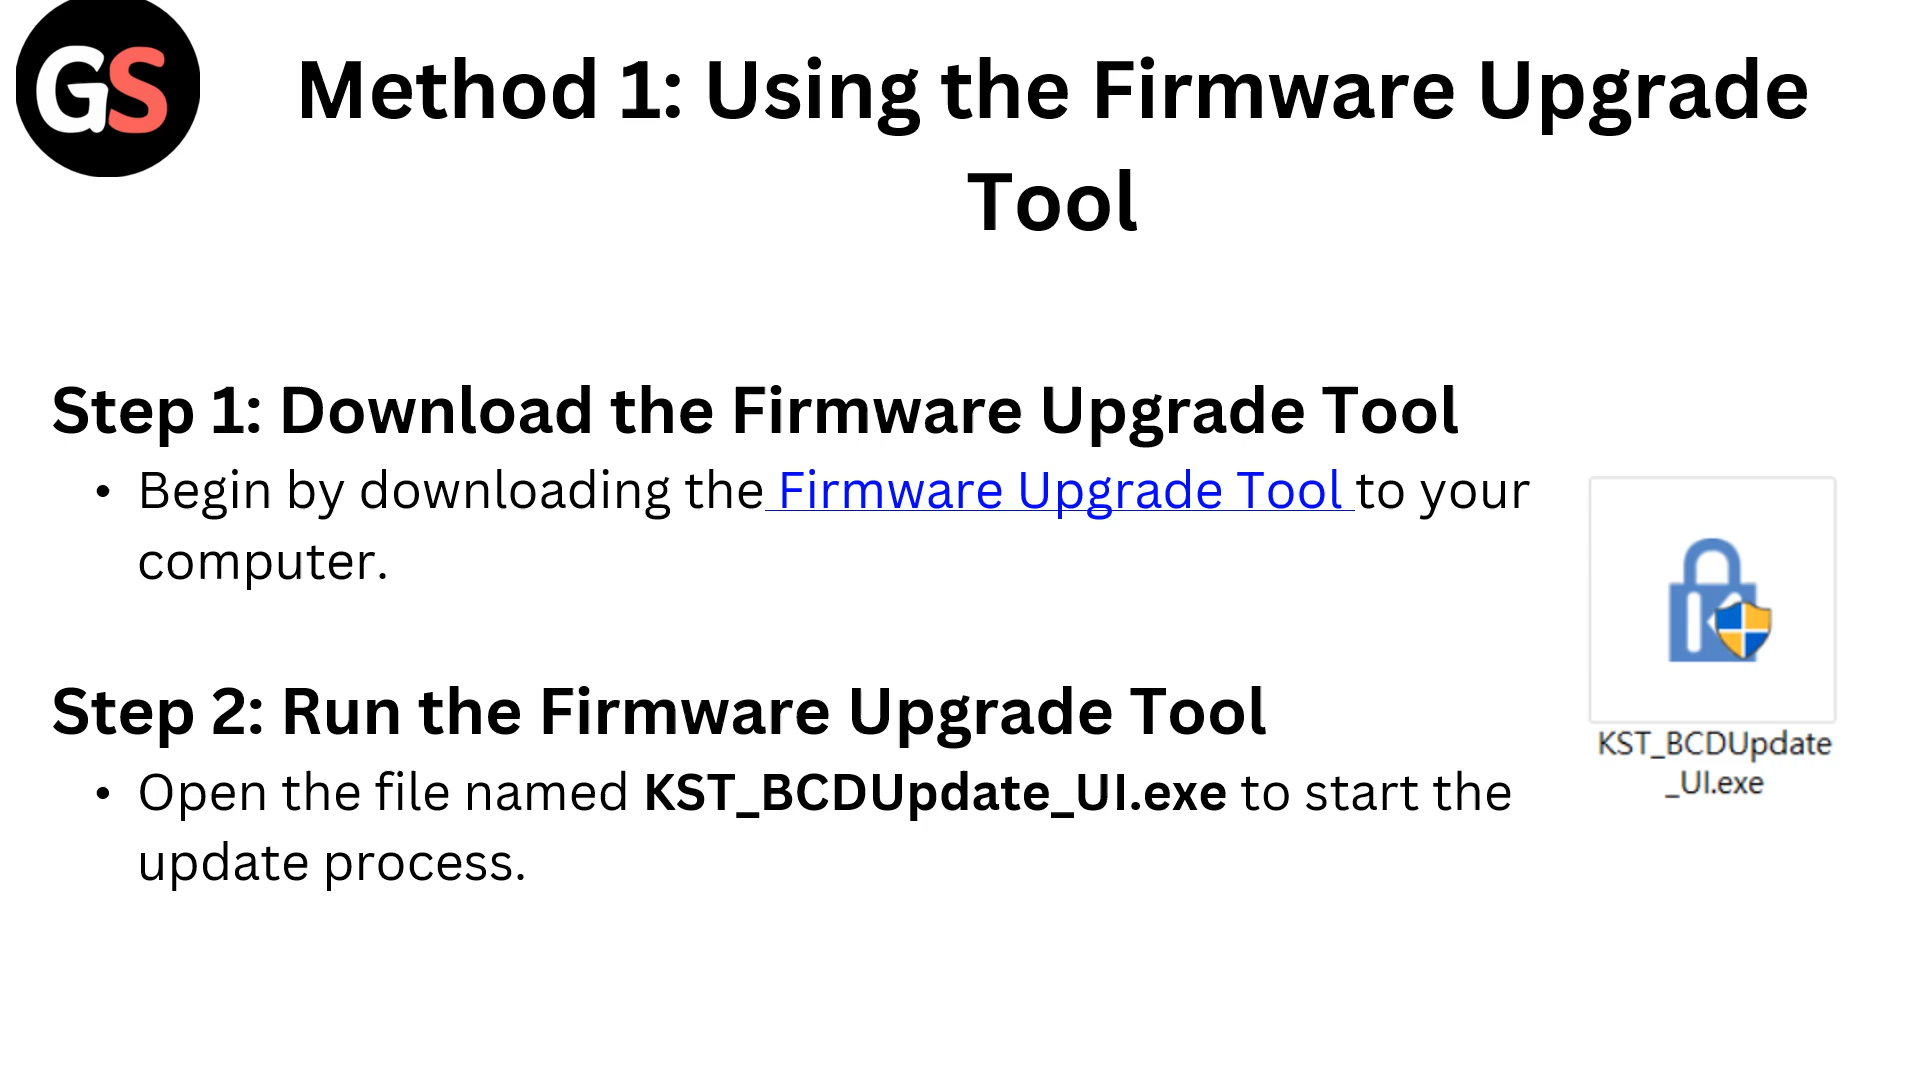 GS
Method 1: Using the Firmware Upgrade
Tool
Step 1: Download the Firmware Upgrade Tool
• Begin by downloading the Firmware Upgrade Tool to your
computer.
Step 2: Run the Firmware Upgrade Tool
• Open the file named KST_BCDUpdate_UI.exe to start the
update process.
K
KST_BCDUpdate
_UI.exe